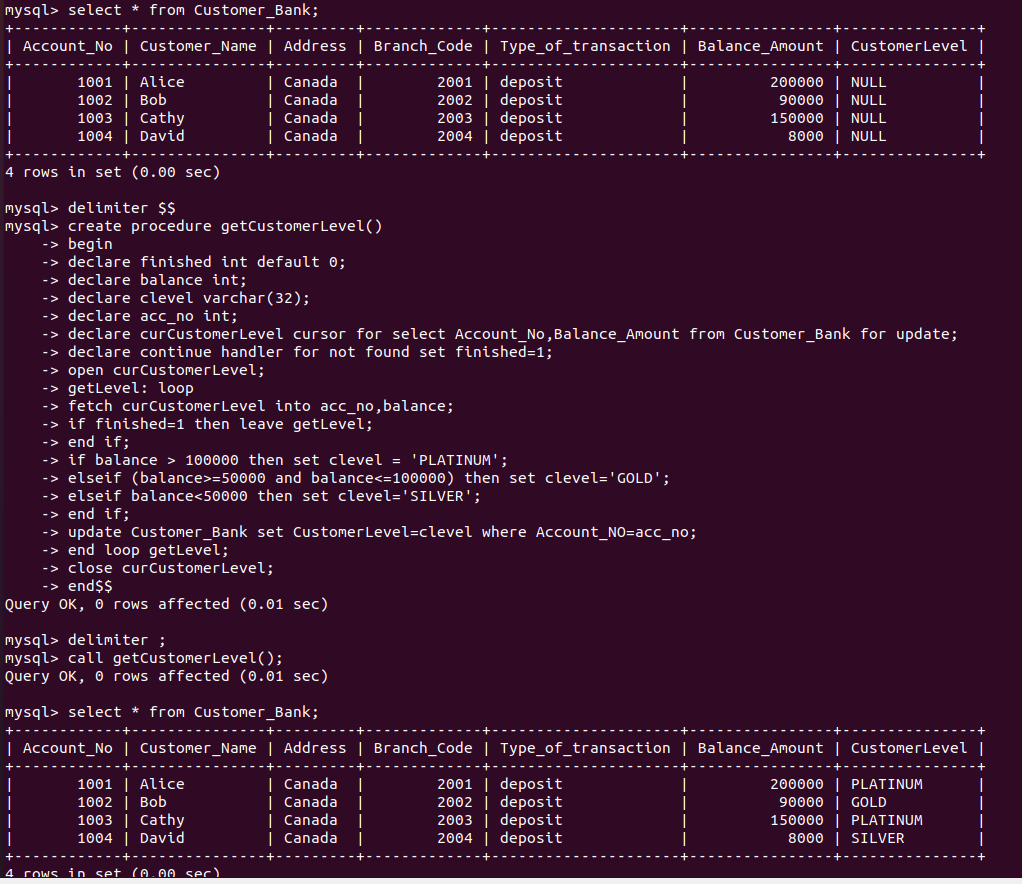 mysql> select * from Customer_Bank;
+------------+---------------+---------+-------------+---------------------+----------------+---------------+
| Account_No | Customer_Name | Address | Branch_Code | Type_of_transaction | Balance_Amount | CustomerLevel |
+------------+---------------+---------+-------------+---------------------+----------------+---------------+
|       1001 | Alice         | Canada  |        2001 | deposit             |         200000 | NULL          |
|       1002 | Bob           | Canada  |        2002 | deposit             |          90000 | NULL          |
|       1003 | Cathy         | Canada  |        2003 | deposit             |         150000 | NULL          |
|       1004 | David         | Canada  |        2004 | deposit             |           8000 | NULL          |
+------------+---------------+---------+-------------+---------------------+----------------+---------------+
4 rows in set (0.00 sec)

mysql> delimiter $$
mysql> create procedure getCustomerLevel()
    -> begin
    -> declare finished int default 0;
    -> declare balance int;
    -> declare clevel varchar(32);
    -> declare acc_no int;
    -> declare curCustomerLevel cursor for select Account_No,Balance_Amount from Customer_Bank for update;
    -> declare continue handler for not found set finished=1;
    -> open curCustomerLevel;
    -> getLevel: loop
    -> fetch curCustomerLevel into acc_no,balance;
    -> if finished=1 then leave getLevel;
    -> end if;
    -> if balance > 100000 then set clevel = 'PLATINUM';
    -> elseif (balance>=50000 and balance<=100000) then set clevel='GOLD';
    -> elseif balance<50000 then set clevel='SILVER';
    -> end if;
    -> update Customer_Bank set CustomerLevel=clevel where Account_NO=acc_no;
    -> end loop getLevel;
    -> close curCustomerLevel;
    -> end$$
Query OK, 0 rows affected (0.01 sec)

mysql> delimiter ;
mysql> call getCustomerLevel();
Query OK, 0 rows affected (0.01 sec)

mysql> select * from Customer_Bank;
+------------+---------------+---------+-------------+---------------------+----------------+---------------+
| Account_No | Customer_Name | Address | Branch_Code | Type_of_transaction | Balance_Amount | CustomerLevel |
+------------+---------------+---------+-------------+---------------------+----------------+---------------+
|       1001 | Alice         | Canada  |        2001 | deposit             |         200000 | PLATINUM      |
|       1002 | Bob           | Canada  |        2002 | deposit             |          90000 | GOLD          |
|       1003 | Cathy         | Canada  |        2003 | deposit             |         150000 | PLATINUM      |
|       1004 | David         | Canada  |        2004 | deposit             |           8000 | SILVER        |
+------------+---------------+---------+-------------+---------------------+----------------+---------------+
4 rows in set (0.00 sec)